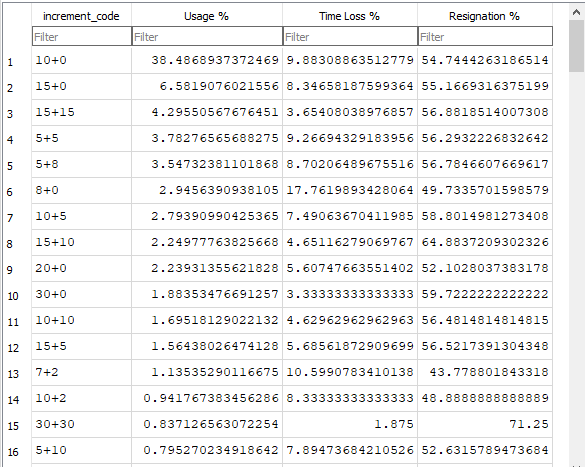 increment_code Usage % Time Loss % Resignation %
Filter Filter Filter Filter
1 10+0 38.4868937372469 9.88308863512779 54.7444263186514
2 15+0 6.5819076021556 8.34658187599364 55.1669316375199
3 15+15 4.29550567676451 3.65408038976857 56.8818514007308
4 5+5 3.78276565688275 9.26694329183956 56.2932226832642
5 5+8 3.54732381101868 8.70206489675516 56.7846607669617
6 8+0 2.9456390938105 17.7619893428064 49.7335701598579
7 10+5 2.79390990425365 7.49063670411985 58.8014981273408
8 15+10 2.24977763825668 4.65116279069767 64.8837209302326
9 20+0 2.23931355621828 5.60747663551402 52.1028037383178
10 30+0 1.88353476691257 3.33333333333333 59.7222222222222
11 10+10 1.69518129022132 4.62962962962963 56.4814814814815
12 15+5 1.56438026474128 5.68561872909699 56.5217391304348
13 7+2 1.13535290116675 10.5990783410138 43.778801843318
14 10+2 0.941767383456286 8.33333333333333 48.8888888888889
15 30+30 0.837126563072254 1.875 71.25
16 5+10 0.795270234918642 7.89473684210526 52.6315789473684